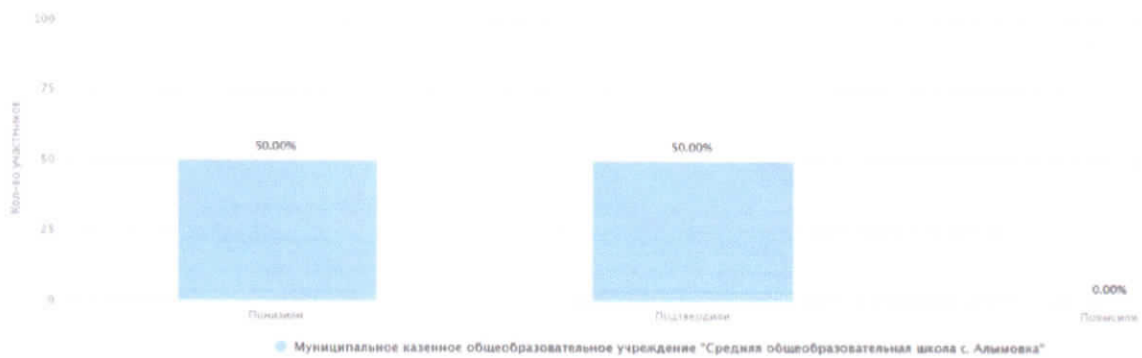 100
75
50
25
0
Кол-во участников
50.00%
50.00%
0.00%
Понизили
Подтвердили
Повысили
Муниципальное казенное общеобразовательное учреждение "Средняя общеобразовательная школа с. Алымовка"